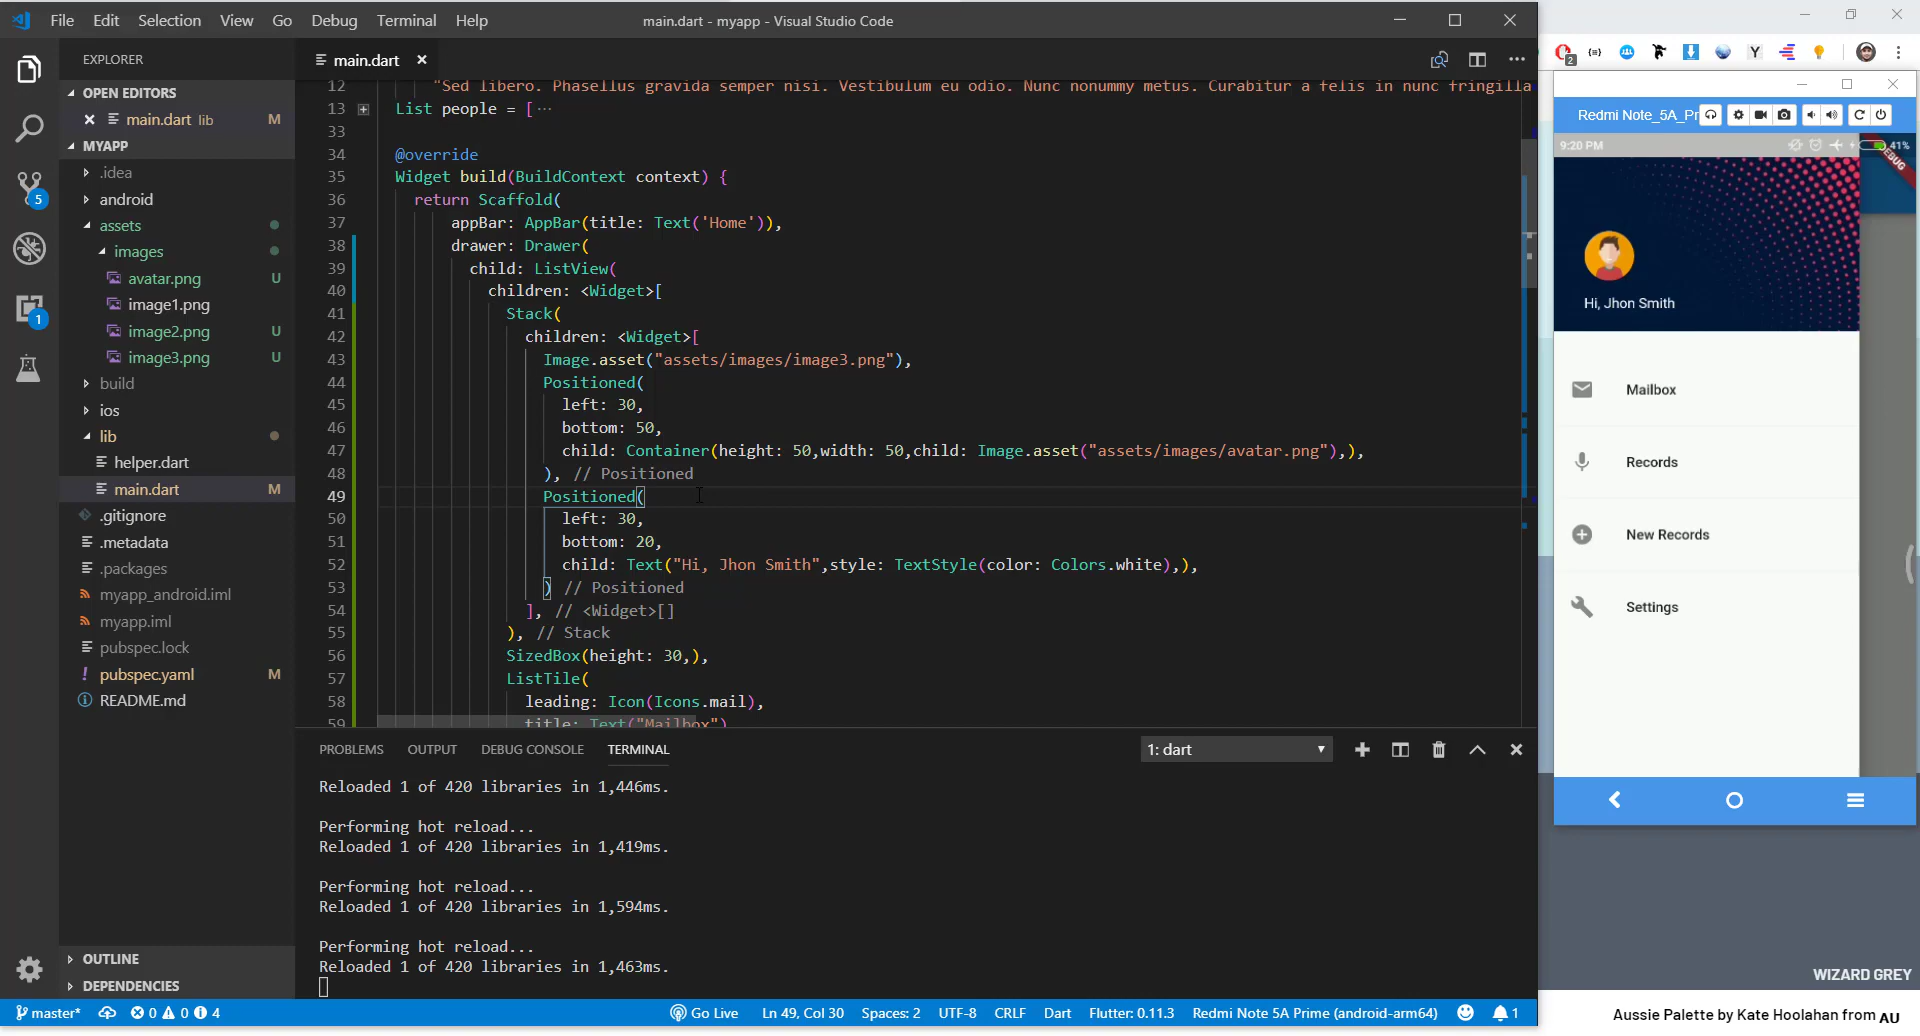 File Edit Selection View Go Debug Terminal Help
main.dart - myapp - Visual Studio Code
EXPLORER
OPEN EDITORS
main.dart lib M
MYAPP
.idea
android
assets
images
avatar.png U
image1.png
image2.png U
image3.png U
build
ios
lib
helper.dart
main.dart M
.gitignore
.metadata
.packages
myapp_android.iml
myapp.iml
pubspec.lock
pubspec.yaml M
README.md
OUTLINE
DEPENDENCIES
5
1
main.dart
12 "Sed libero. Phasellus gravida semper nisi. Vestibulum eu odio. Nunc nonummy metus. Curabitur a felis in nunc fringilla
13 List people = [···
33
34 @override
35 Widget build(BuildContext context) {
36 return Scaffold(
37 appBar: AppBar(title: Text('Home')),
38 drawer: Drawer(
39 child: ListView(
40 children: <Widget>[
41 Stack(
42 children: <Widget>[
43 Image.asset("assets/images/image3.png"),
44 Positioned(
45 left: 30,
46 bottom: 50,
47 child: Container(height: 50,width: 50,child: Image.asset("assets/images/avatar.png"),),
48 ), // Positioned
49 Positioned(
50 left: 30,
51 bottom: 20,
52 child: Text("Hi, Jhon Smith",style: TextStyle(color: Colors.white),),
53 ) // Positioned
54 ], // <Widget>[]
55 ), // Stack
56 SizedBox(height: 30,),
57 ListTile(
58 leading: Icon(Icons.mail),
59 title: Text("Mailbox")
PROBLEMS OUTPUT DEBUG CONSOLE TERMINAL
1: dart
Reloaded 1 of 420 libraries in 1,446ms.
Performing hot reload...
Reloaded 1 of 420 libraries in 1,419ms.
Performing hot reload...
Reloaded 1 of 420 libraries in 1,594ms.
Performing hot reload...
Reloaded 1 of 420 libraries in 1,463ms.
master* 0 0 4
Go Live Ln 49, Col 30 Spaces: 2 UTF-8 CRLF Dart Flutter: 0.11.3 Redmi Note 5A Prime (android-arm64) 1
2
Y
Redmi Note_5A_Pr
9:20 PM
41%
DEBUG
Hi, Jhon Smith
Mailbox
Records
New Records
Settings
WIZARD GREY
Aussie Palette by Kate Hoolahan from AU